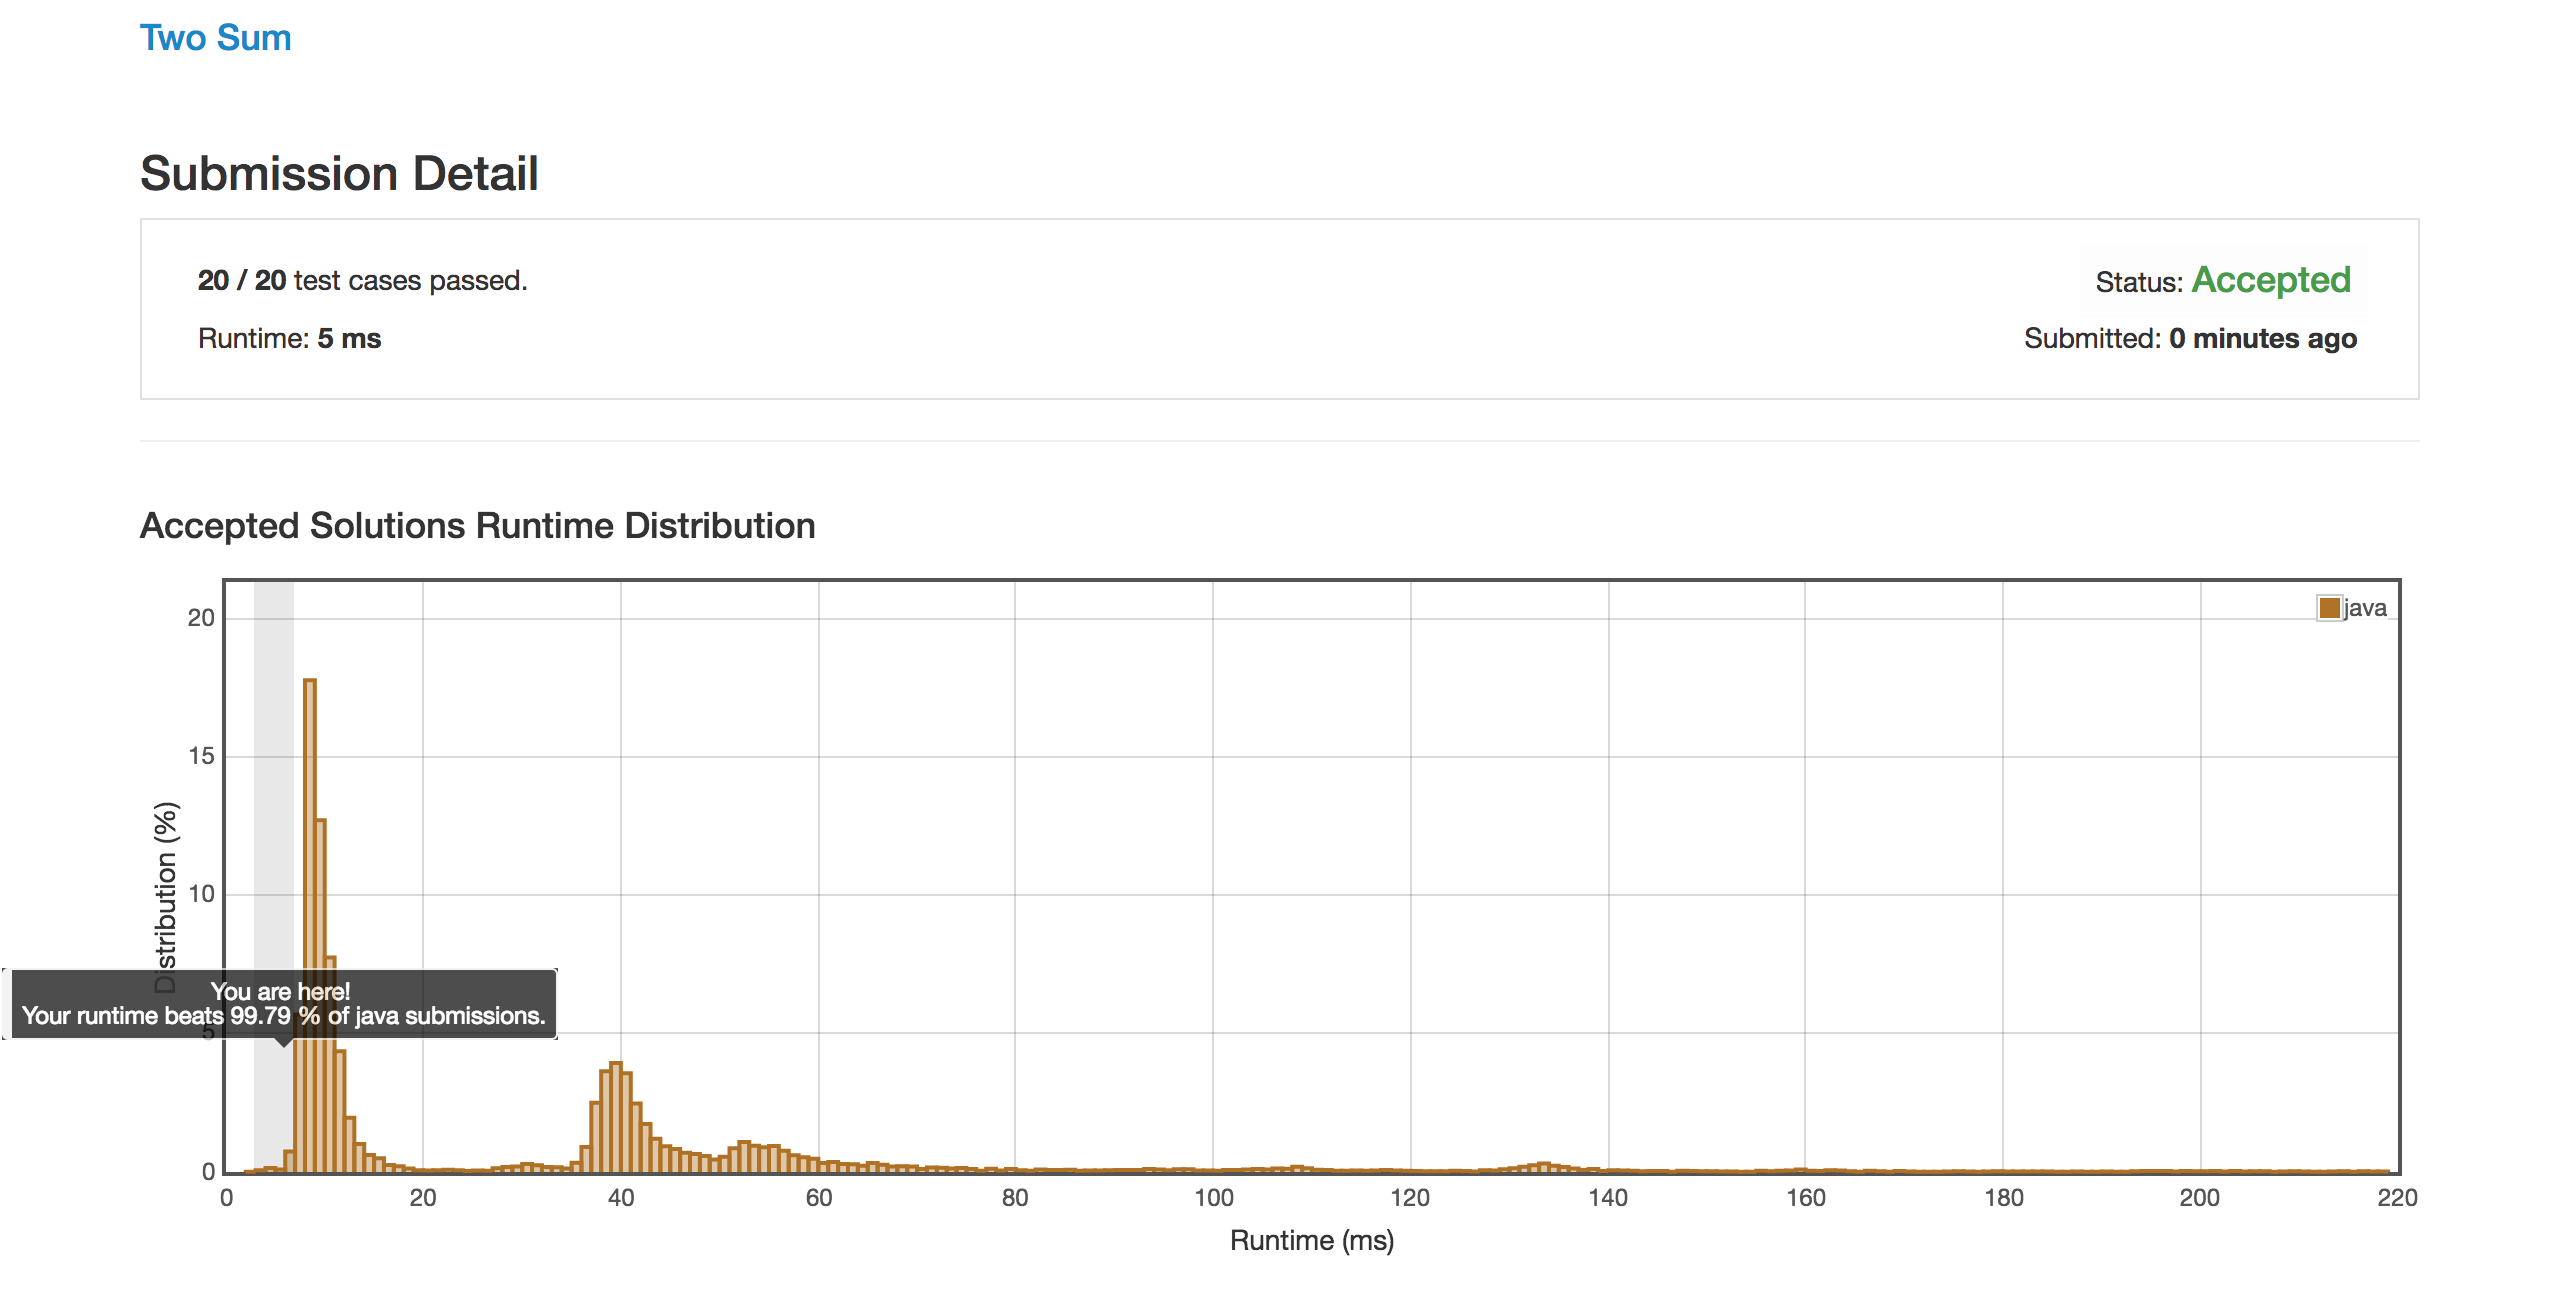 Two Sum
Submission Detail
20 / 20 test cases passed.
Status: Accepted
Runtime: 5 ms
Submitted: 0 minutes ago
Accepted Solutions Runtime Distribution
java
20
15
10
5
0
Distribution (%)
You are here!
Your runtime beats 99.79 % of java submissions.
0 20 40 60 80 100 120 140 160 180 200 220
Runtime (ms)